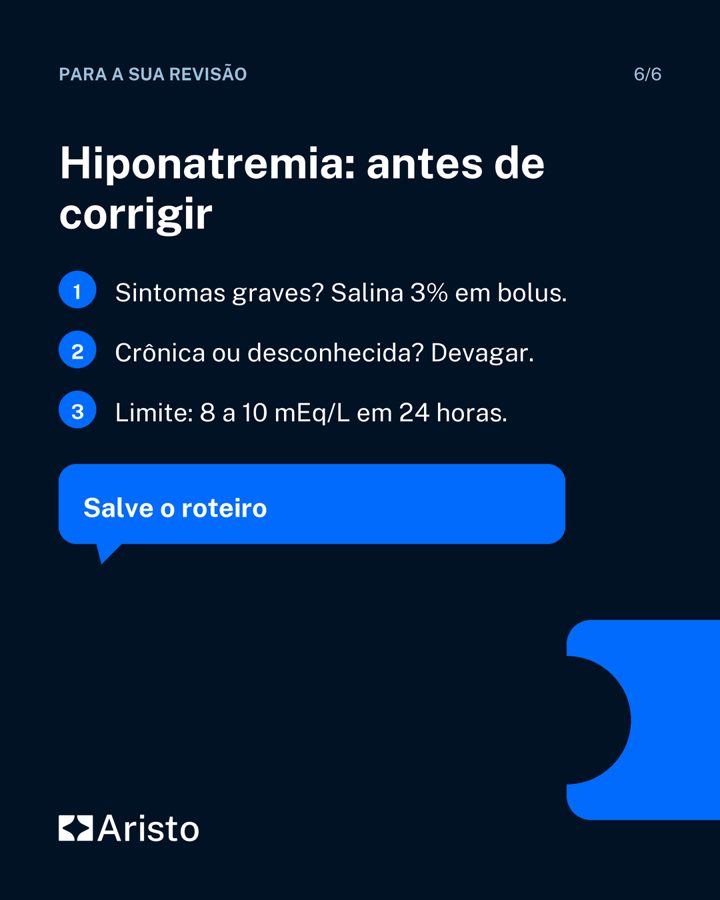 PARA A SUA REVISÃO
6/6
Hiponatremia: antes de
corrigir
1 Sintomas graves? Salina 3% em bolus.
2 Crônica ou desconhecida? Devagar.
3 Limite: 8 a 10 mEq/L em 24 horas.
Salve o roteiro
Aristo